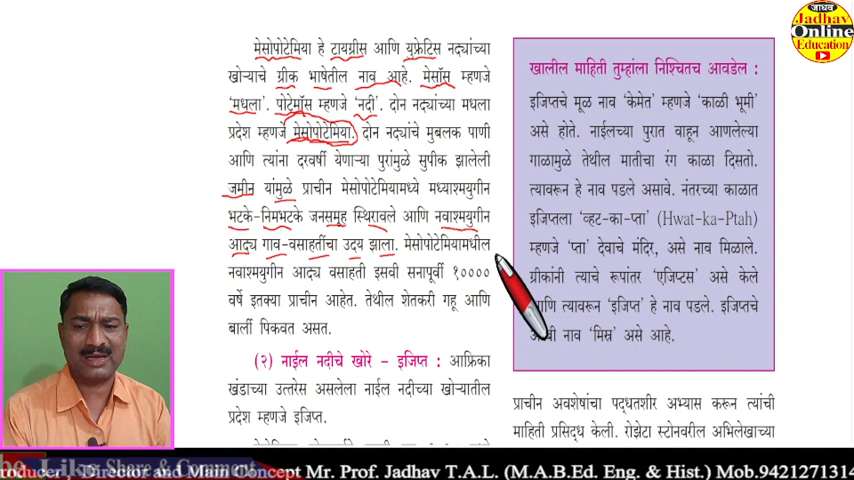 मेसोपोटेमिया हे टायग्रीस आणि युफ्रेटिस नद्यांच्या
खोऱ्याचे ग्रीक भाषेतील नाव आहे. मेसॉस म्हणजे
'मधला'. पोटेमॉस म्हणजे 'नदी'. दोन नद्यांच्या मधला
प्रदेश म्हणजे मेसोपोटेमिया. दोन नद्यांचे मुबलक पाणी
आणि त्यांना दरवर्षी येणाऱ्या पुरांमुळे सुपीक झालेली
जमीन यांमुळे प्राचीन मेसोपोटेमियामध्ये मध्याश्मयुगीन
भटके-निमभटके जनसमूह स्थिरावले आणि नवाश्मयुगीन
आद्य गाव-वसाहतींचा उदय झाला. मेसोपोटेमियामधील
नवाश्मयुगीन आद्य वसाहती इसवी सनापूर्वी १००००
वर्षे इतक्या प्राचीन आहेत. तेथील शेतकरी गहू आणि
बार्ली पिकवत असत.
(२) नाईल नदीचे खोरे - इजिप्त : आफ्रिका
खंडाच्या उत्तरेस असलेला नाईल नदीच्या खोऱ्यातील
प्रदेश म्हणजे इजिप्त.
खालील माहिती तुम्हांला निश्चितच आवडेल :
इजिप्तचे मूळ नाव 'केमेत' म्हणजे 'काळी भूमी'
असे होते. नाईलच्या पुरात वाहून आणलेल्या
गाळामुळे तेथील मातीचा रंग काळा दिसतो.
त्यावरून हे नाव पडले असावे. नंतरच्या काळात
इजिप्तला 'व्हट-का-प्ता' (Hwat-ka-Ptah)
म्हणजे 'प्ता' देवाचे मंदिर, असे नाव मिळाले.
ग्रीकांनी त्याचे रूपांतर 'एजिप्टस' असे केले
आणि त्यावरून 'इजिप्त' हे नाव पडले. इजिप्तचे
नाव 'मिस्र' असे आहे.
प्राचीन अवशेषांचा पद्धतशीर अभ्यास करून त्यांची
माहिती प्रसिद्ध केली. रोझेटा स्टोनवरील अभिलेखाच्या
जाधव
Jadhav
Online
Education
Like Share & Comment
roducer , Director and Main Concept Mr. Prof. Jadhav T.A.L. (M.A.B.Ed. Eng. & Hist.) Mob.9421271314